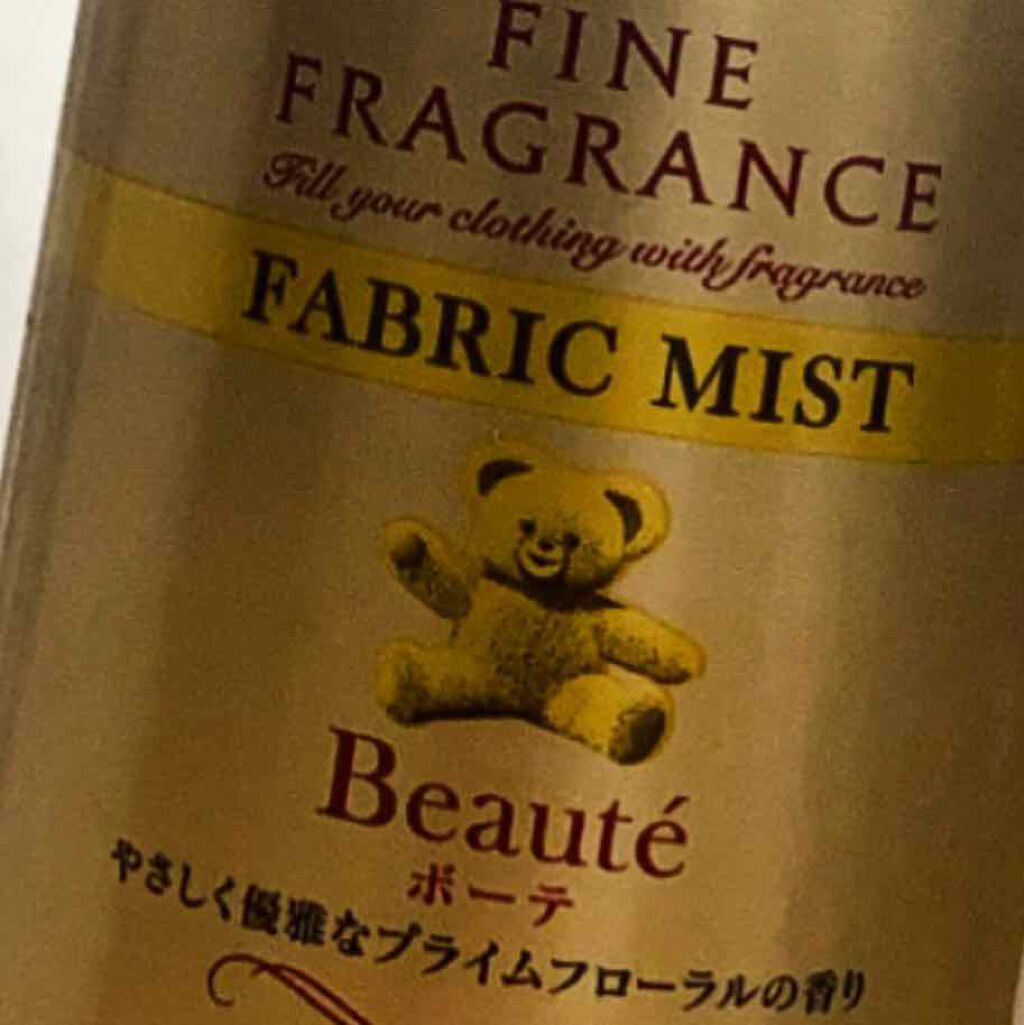 FINE
FRAGRANCE
Fill your clothing with fragrance
FABRIC MIST
Beauté
ボーテ
やさしく優雅なプライムフローラルの香り